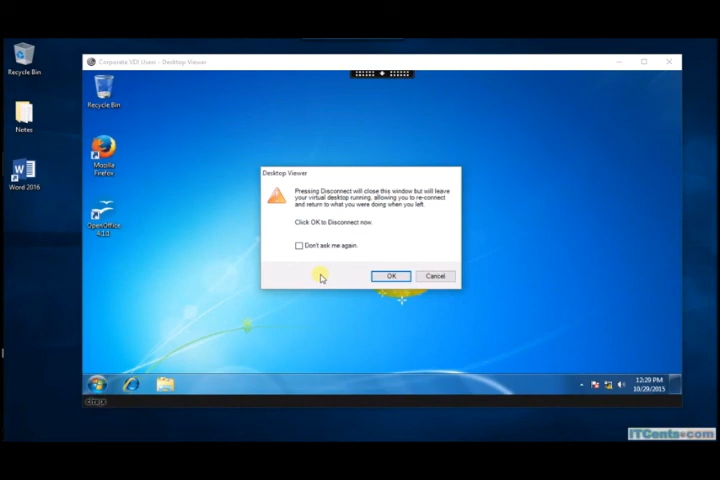 Recycle Bin
Notes
Word 2016
Corporate VDI Users - Desktop Viewer
Recycle Bin
Mozilla
Firefox
OpenOffice
4.1.1
Desktop Viewer
Pressing Disconnect will close this window but will leave
your virtual desktop running, allowing you to re-connect
and return to what you were doing when you left.
Click OK to Disconnect now.
Don't ask me again.
OK
Cancel
12:29 PM
10/29/2015
citrix
ITCents.com